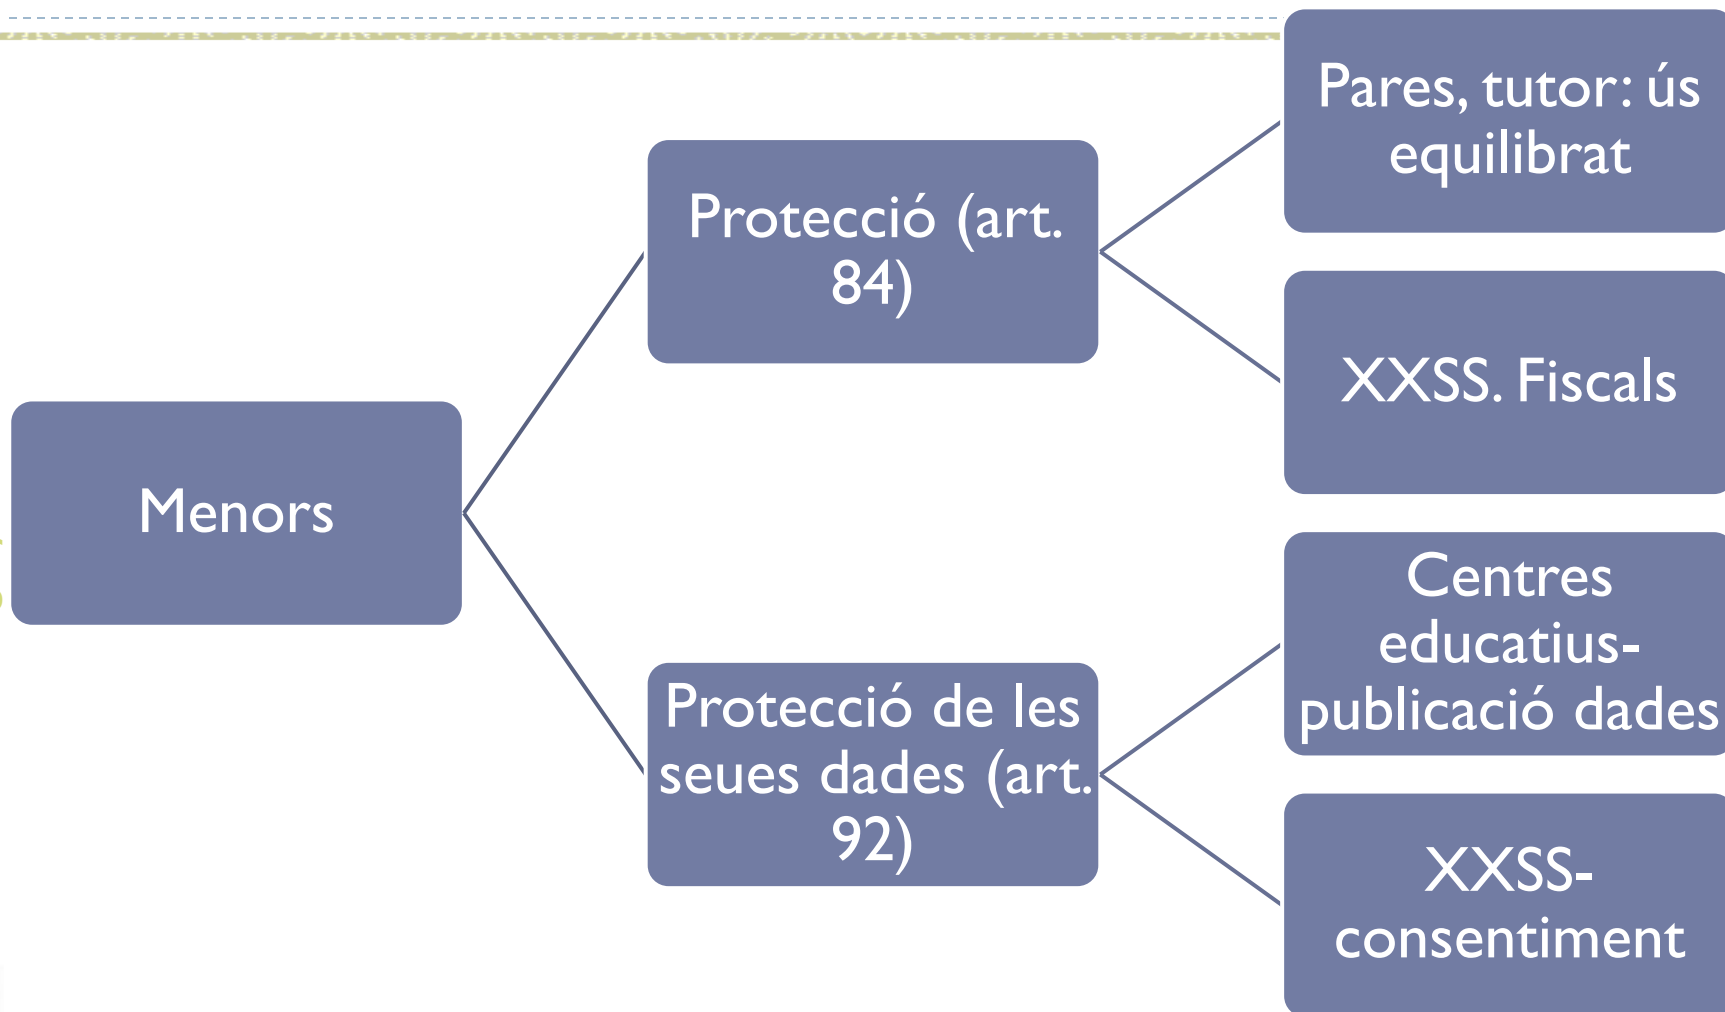 Menors
Protecció (art.
84)
Pares, tutor: ús
equilibrat
XXSS. Fiscals
Protecció de les
seues dades (art.
92)
Centres
educatius-
publicació dades
XXSS-
consentiment